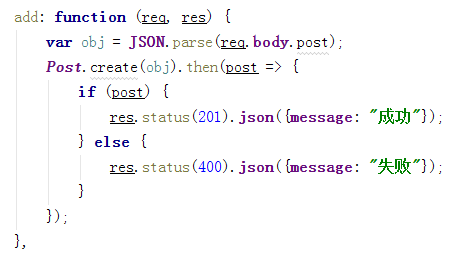 add: function (req, res) {
    var obj = JSON.parse(req.body.post);
    Post.create(obj).then(post => {
        if (post) {
            res.status(201).json({message: "成功"});
        } else {
            res.status(400).json({message: "失败"});
        }
    });
},